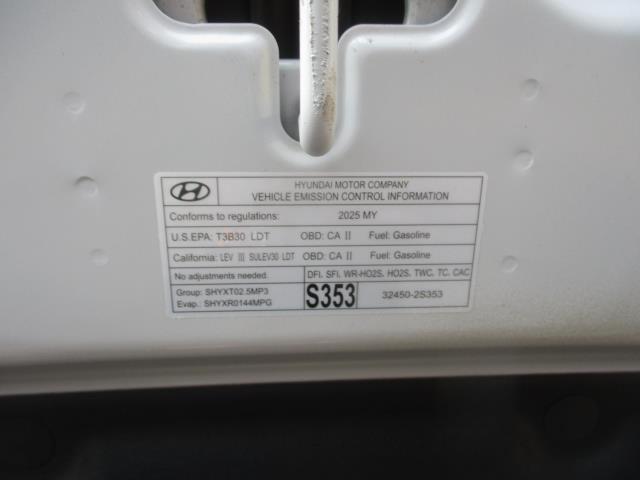 HYUNDAI MOTOR COMPANY
VEHICLE EMISSION CONTROL INFORMATION
Conforms to regulations: 2025 MY
U.S.EPA: T3B30 LDT OBD: CA II Fuel: Gasoline
California: LEV III SULEV30 LDT OBD: CA II Fuel: Gasoline
No adjustments needed. DFI, SFI, WR-HO2S, HO2S, TWC, TC, CAC
Group: SHYXT02.5MP3
Evap.: SHYXR0144MPG
S353
32450-2S353